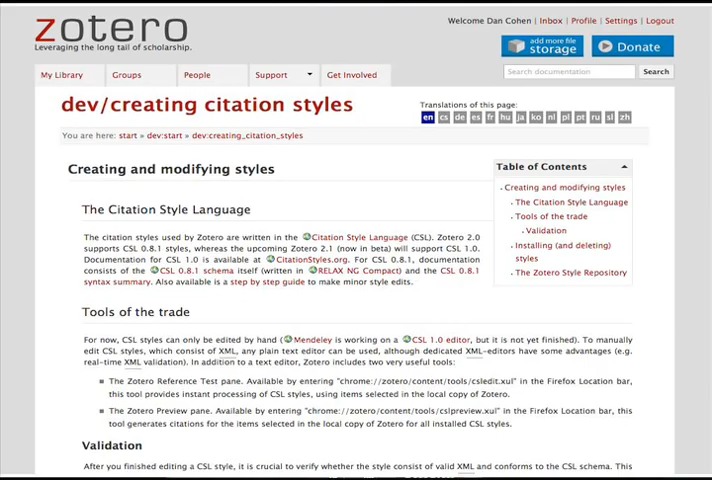 zotero
Leveraging the long tail of scholarship.
Welcome Dan Cohen | Inbox | Profile | Settings | Logout
add more file
storage
Donate
My Library
Groups
People
Support
Get Involved
Search documentation
Search
dev/creating citation styles
Translations of this page:
en cs de es fr hu ja ko nl pl pt ru sl zh
You are here: start » dev:start » dev:creating_citation_styles
Creating and modifying styles
Table of Contents
Creating and modifying styles
The Citation Style Language
Tools of the trade
Validation
Installing (and deleting)
styles
The Zotero Style Repository
The Citation Style Language
The citation styles used by Zotero are written in the Citation Style Language (CSL). Zotero 2.0
supports CSL 0.8.1 styles, whereas the upcoming Zotero 2.1 (now in beta) will support CSL 1.0.
Documentation for CSL 1.0 is available at CitationStyles.org. For CSL 0.8.1, documentation
consists of the CSL 0.8.1 schema itself (written in RELAX NG Compact) and the CSL 0.8.1
syntax summary. Also available is a step by step guide to make minor style edits.
Tools of the trade
For now, CSL styles can only be edited by hand (Mendeley is working on a CSL 1.0 editor, but it is not yet finished). To manually
edit CSL styles, which consist of XML, any plain text editor can be used, although dedicated XML-editors have some advantages (e.g.
real-time XML validation). In addition to a text editor, Zotero includes two very useful tools:
The Zotero Reference Test pane. Available by entering "chrome://zotero/content/tools/csledit.xul" in the Firefox Location bar,
this tool provides instant processing of CSL styles, using items selected in the local copy of Zotero.
The Zotero Preview pane. Available by entering "chrome://zotero/content/tools/cslpreview.xul" in the Firefox Location bar, this
tool generates citations for the items selected in the local copy of Zotero for all installed CSL styles.
Validation
After you finished editing a CSL style, it is crucial to verify whether the style consist of valid XML and conforms to the CSL schema. This